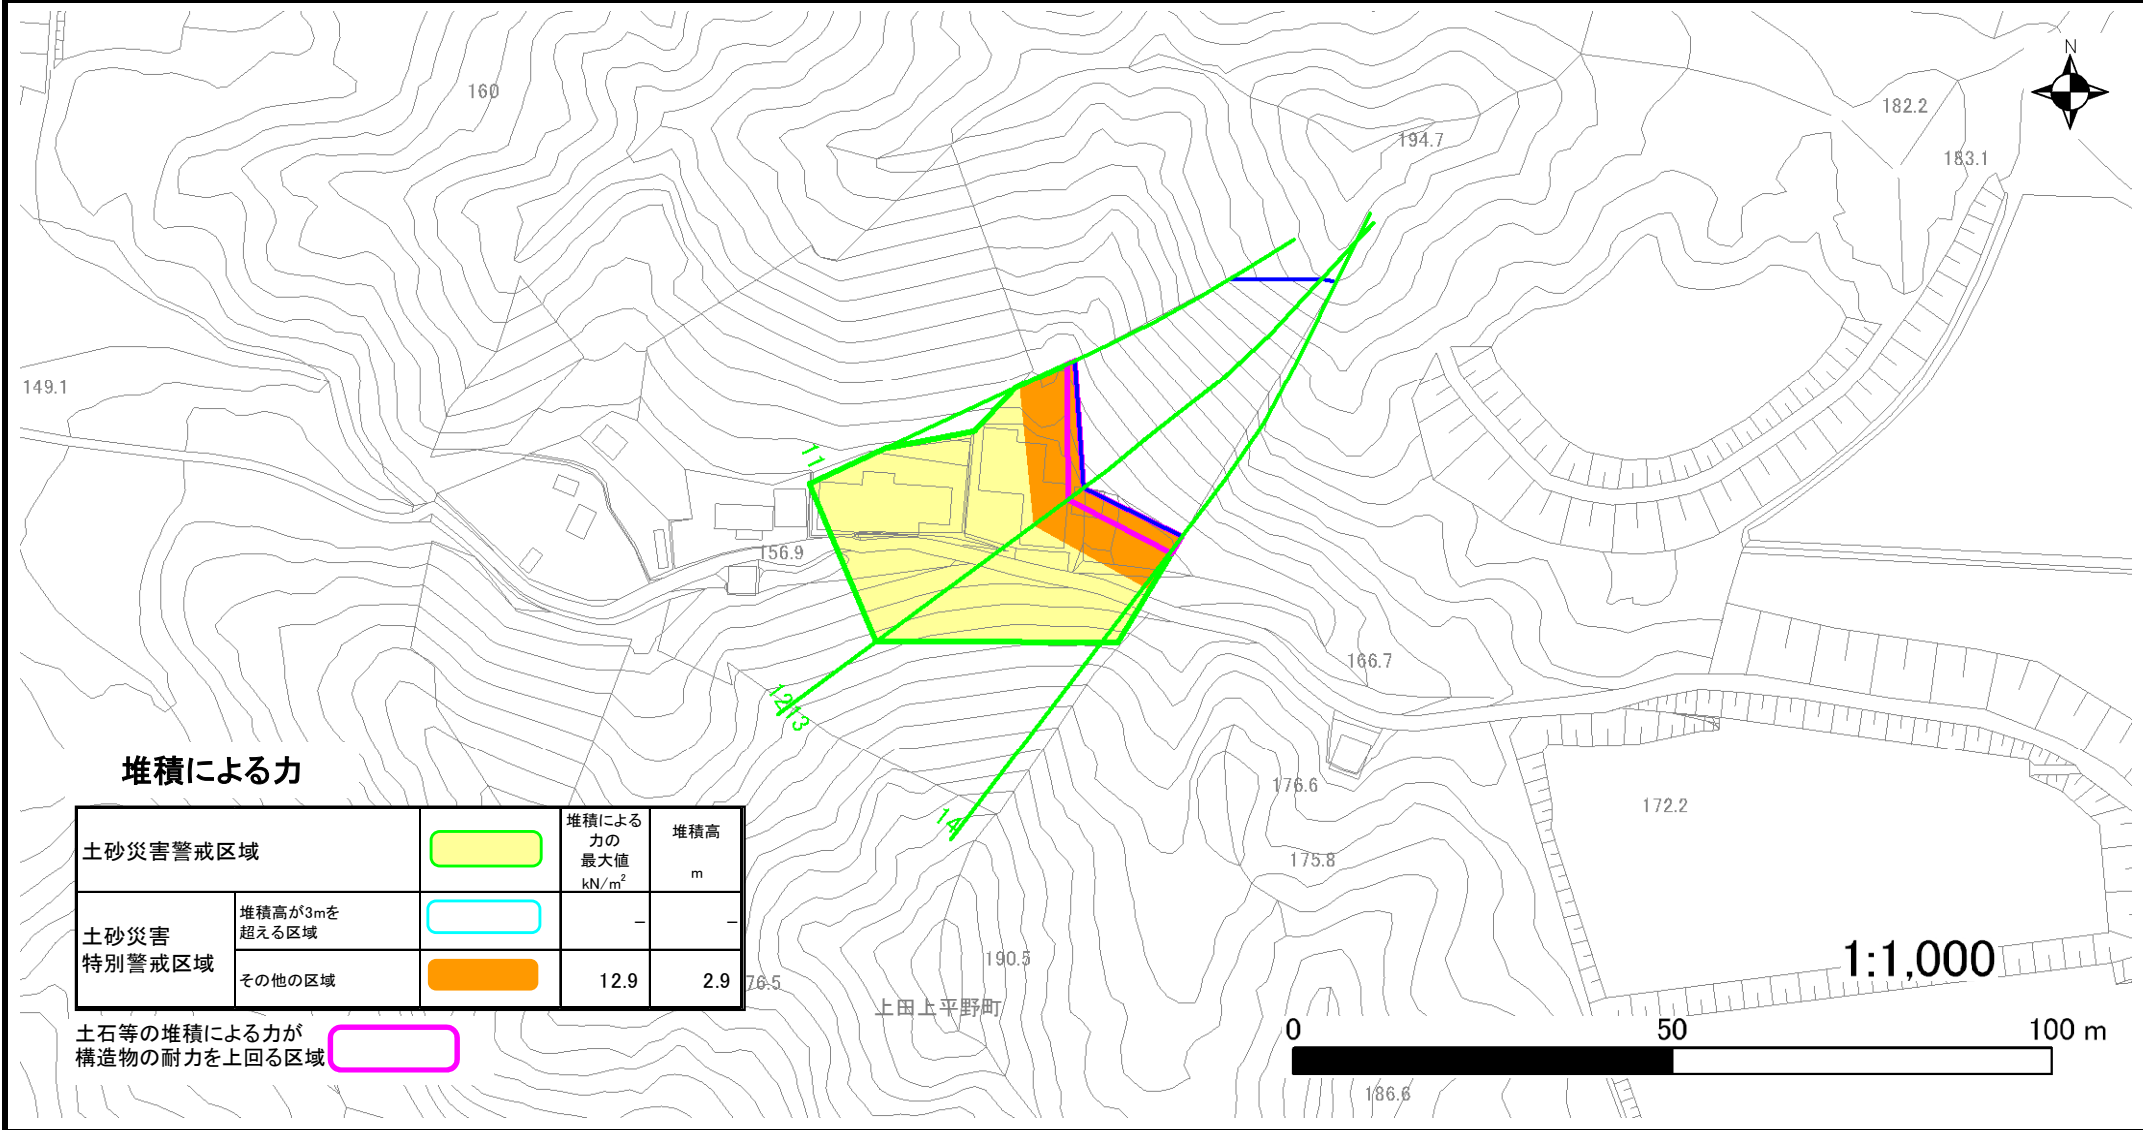 N
160
182.2
194.7
183.1
149.1
11
156.9
12
13
166.7
14
176.6
172.2
175.8
190.5
76.5
上田上平野町
186.6
堆積による力
土砂災害警戒区域
堆積による
力の
最大値
kN/m²
堆積高
m
土砂災害
特別警戒区域
堆積高が3mを
超える区域
－
－
その他の区域
12.9
2.9
土石等の堆積による力が
構造物の耐力を上回る区域
1:1,000
0 50 100 m